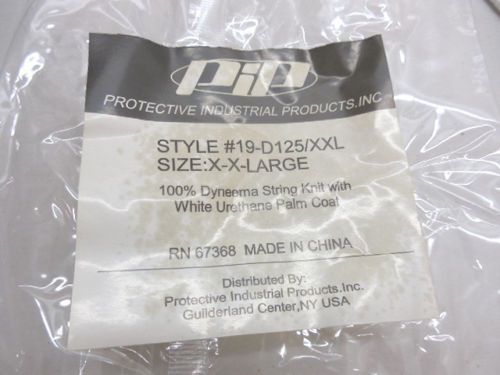 PIP
PROTECTIVE INDUSTRIAL PRODUCTS.INC
STYLE #19-D125/XXL
SIZE:X-X-LARGE
100% Dyneema String Knit with
White Urethane Palm Coat
RN 67368 MADE IN CHINA
Distributed By:
Protective Industrial Products.Inc.
Guilderland Center,NY USA